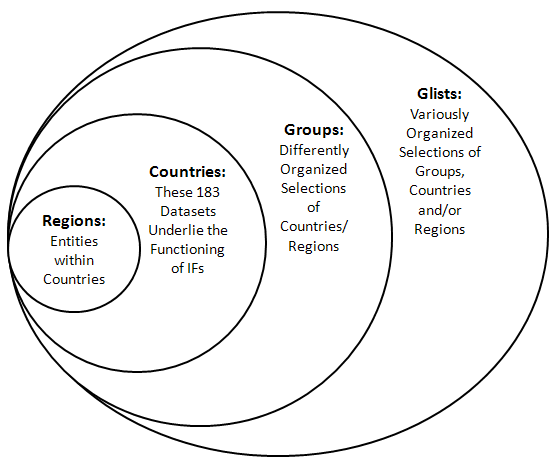 Regions:
Entities
within
Countries
Countries:
These 183
Datasets
Underlie the
Functioning
of IFs
Groups:
Differently
Organized
Selections
of
Countries/
Regions
Glists:
Variously
Organized
Selections of
Groups,
Countries
and/or
Regions